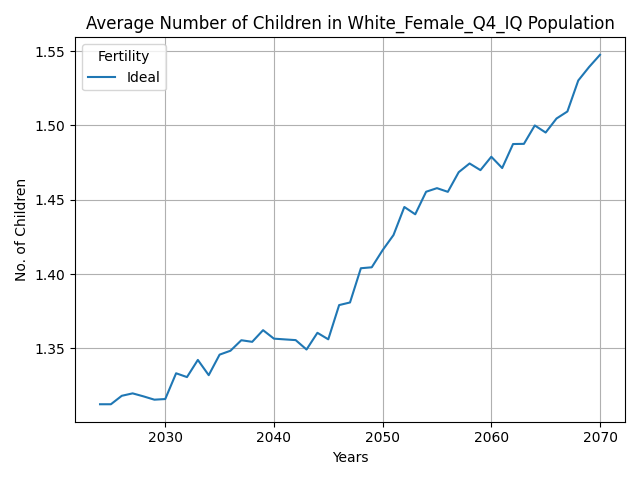 Average Number of Children in White_Female_Q4_IQ Population
Fertility
Ideal
1.55
1.50
1.45
1.40
1.35
No. of Children
2030
2040
2050
2060
2070
Years